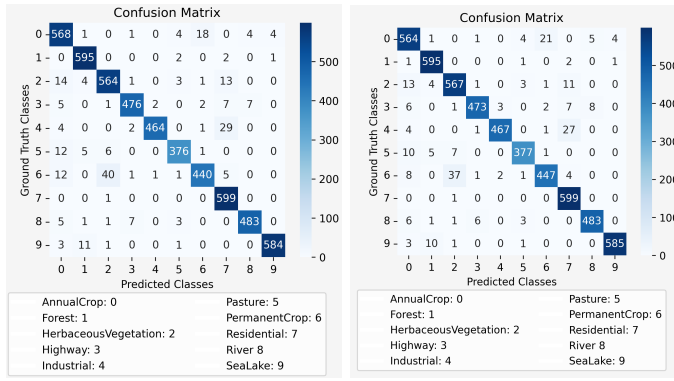 Confusion Matrix
0 568 1 0 1 0 4 18 0 4 4
1 0 595 0 0 0 2 0 2 0 1
2 14 4 564 1 0 3 1 13 0 0
3 5 0 1 476 2 0 2 7 7 0
4 4 0 0 2 464 0 1 29 0 0
5 12 5 6 0 0 376 1 0 0 0
6 12 0 40 1 1 1 440 5 0 0
7 0 0 0 0 0 0 0 599 0 0
8 5 1 1 7 0 3 0 0 483 0
9 3 11 1 0 0 1 0 0 0 584
0 1 2 3 4 5 6 7 8 9
Ground Truth Classes
Predicted Classes
500
400
300
200
100
0
AnnualCrop: 0
Forest: 1
HerbaceousVegetation: 2
Highway: 3
Industrial: 4
Pasture: 5
PermanentCrop: 6
Residential: 7
River 8
SeaLake: 9
Confusion Matrix
0 564 1 0 1 0 4 21 0 5 4
1 1 595 0 0 0 1 0 2 0 1
2 13 4 567 1 0 3 1 11 0 0
3 6 0 1 473 3 0 2 7 8 0
4 4 0 0 1 467 0 1 27 0 0
5 10 5 7 0 0 377 1 0 0 0
6 8 0 37 1 2 1 447 4 0 0
7 0 0 0 0 0 0 0 599 0 0
8 6 1 1 6 0 3 0 0 483 0
9 3 10 1 0 0 1 0 0 0 585
0 1 2 3 4 5 6 7 8 9
Ground Truth Classes
Predicted Classes
AnnualCrop: 0
Forest: 1
HerbaceousVegetation: 2
Highway: 3
Industrial: 4
Pasture: 5
PermanentCrop: 6
Residential: 7
River 8
SeaLake: 9